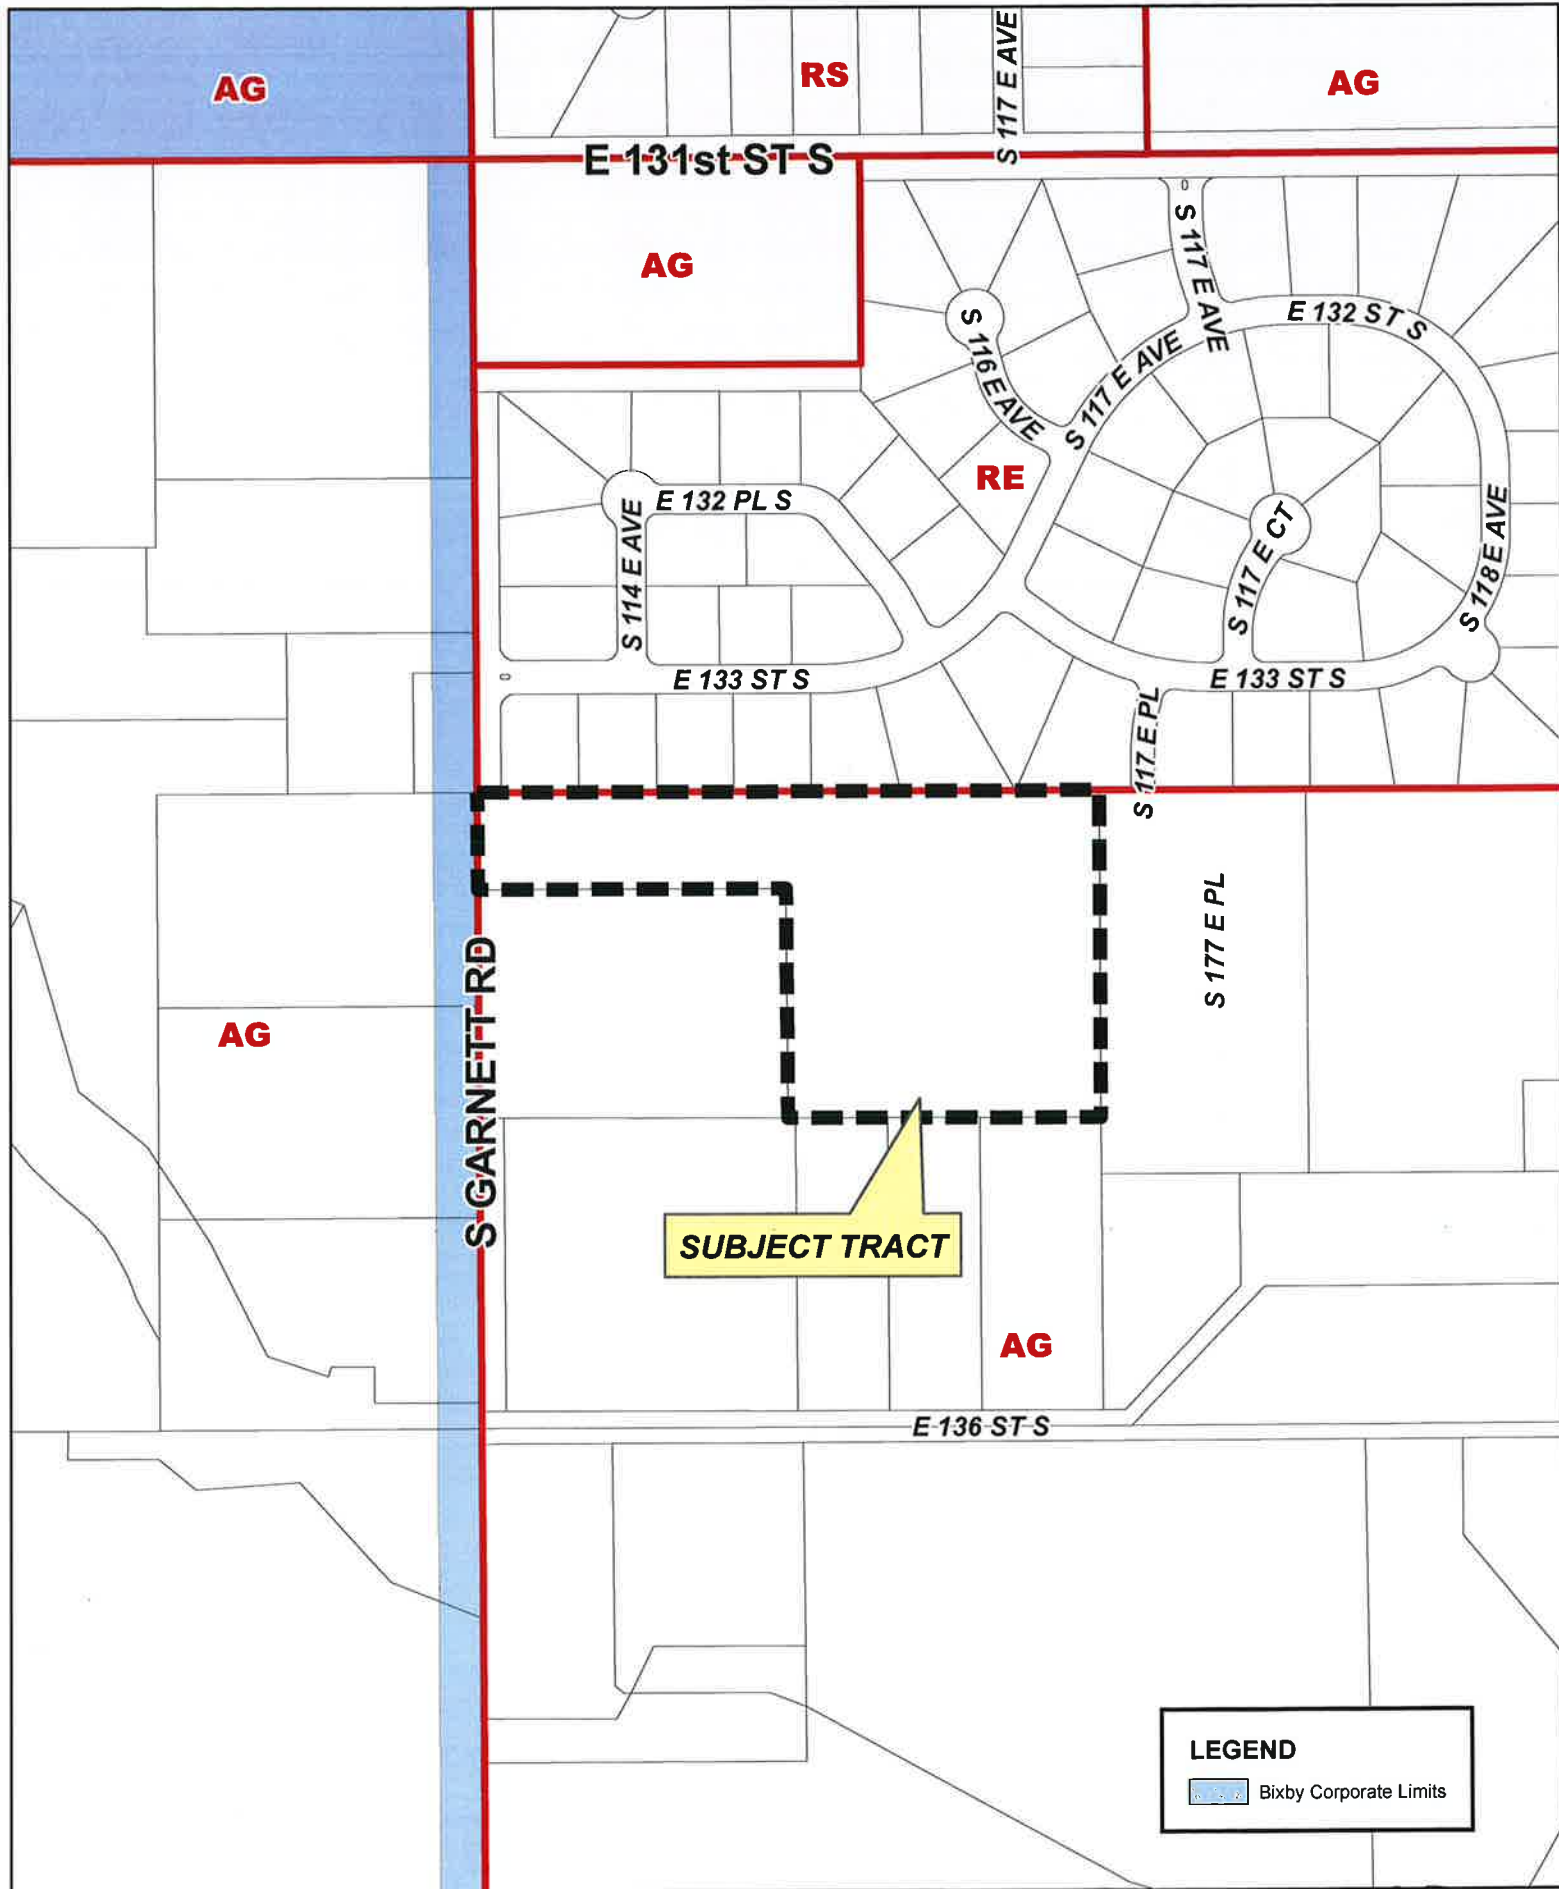 AG
RS
S 117 E AVE
AG
E 131st ST S
AG
S 117 E AVE
E 132 ST S
S 116 E AVE
S 117 E AVE
RE
E 132 PL S
S 114 E AVE
S 117 E CT
S 118 E AVE
E 133 ST S
E 133 ST S
S 117 E PL
S 177 E PL
S GARNETT RD
AG
SUBJECT TRACT
AG
E 136 ST S
LEGEND
Bixby Corporate Limits